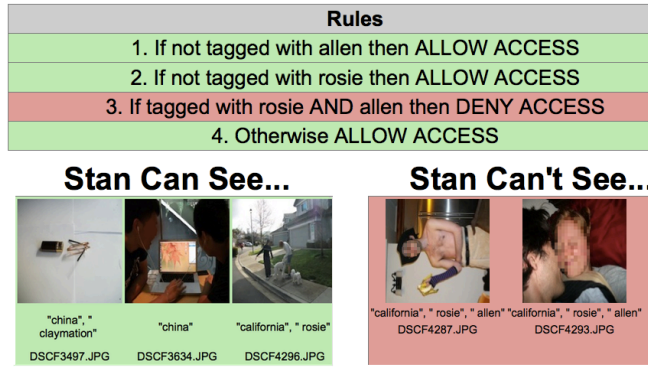 Rules
1. If not tagged with allen then ALLOW ACCESS
2. If not tagged with rosie then ALLOW ACCESS
3. If tagged with rosie AND allen then DENY ACCESS
4. Otherwise ALLOW ACCESS
Stan Can See...
"china", "
claymation"
DSCF3497.JPG
"china"
DSCF3634.JPG
"california", " rosie"
DSCF4296.JPG
Stan Can't See...
"california", " rosie", " allen"
DSCF4287.JPG
"california", " rosie", " allen"
DSCF4293.JPG